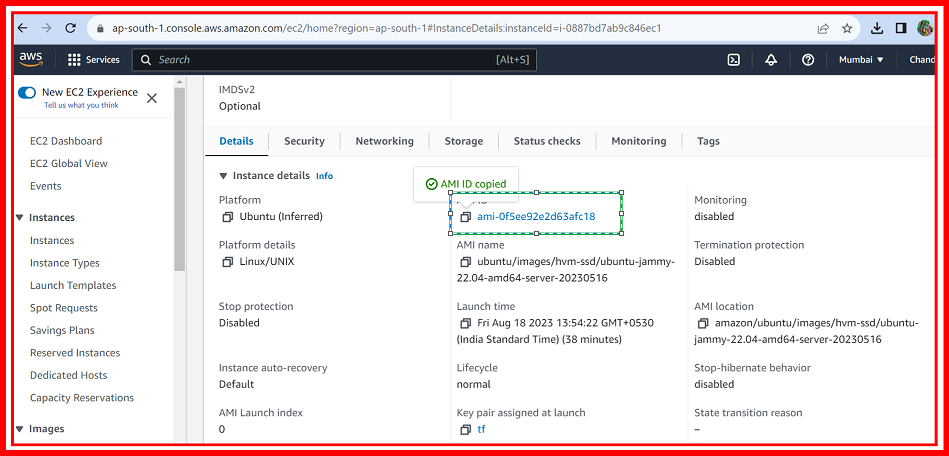 ap-south-1.console.aws.amazon.com/ec2/home?region=ap-south-1#InstanceDetails:instanceId=i-0887bd7ab9c846ec1
aws
Services
Search
[Alt+S]
Mumbai
Chand
New EC2 Experience
Tell us what you think
EC2 Dashboard
EC2 Global View
Events
Instances
Instances
Instance Types
Launch Templates
Spot Requests
Savings Plans
Reserved Instances
Dedicated Hosts
Capacity Reservations
Images
IMDSv2
Optional
Details
Security
Networking
Storage
Status checks
Monitoring
Tags
Instance details Info
AMI ID copied
Platform
Ubuntu (Inferred)
ami-0f5ee92e2d63afc18
Monitoring
disabled
Platform details
Linux/UNIX
AMI name
ubuntu/images/hvm-ssd/ubuntu-jammy-
22.04-amd64-server-20230516
Termination protection
Disabled
Stop protection
Disabled
Launch time
Fri Aug 18 2023 13:54:22 GMT+0530
(India Standard Time) (38 minutes)
AMI location
amazon/ubuntu/images/hvm-ssd/ubuntu-
jammy-22.04-amd64-server-20230516
Instance auto-recovery
Default
Lifecycle
normal
Stop-hibernate behavior
disabled
AMI Launch index
0
Key pair assigned at launch
tf
State transition reason
–